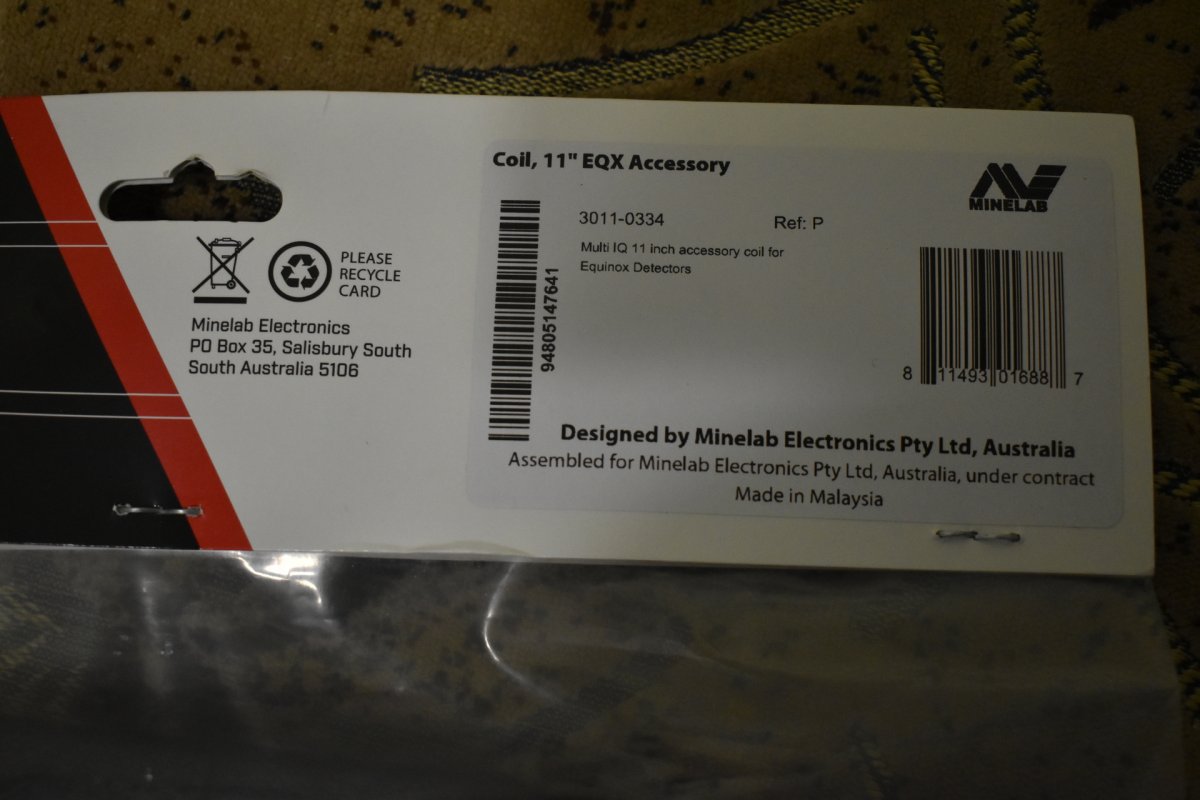 Coil, 11" EQX Accessory
MINELAB
3011-0334
Ref: P
Multi IQ 11 inch accessory coil for
Equinox Detectors
94805147641
8 11493 01688 7
PLEASE
RECYCLE
CARD
Minelab Electronics
PO Box 35, Salisbury South
South Australia 5106
Designed by Minelab Electronics Pty Ltd, Australia
Assembled for Minelab Electronics Pty Ltd, Australia, under contract
Made in Malaysia